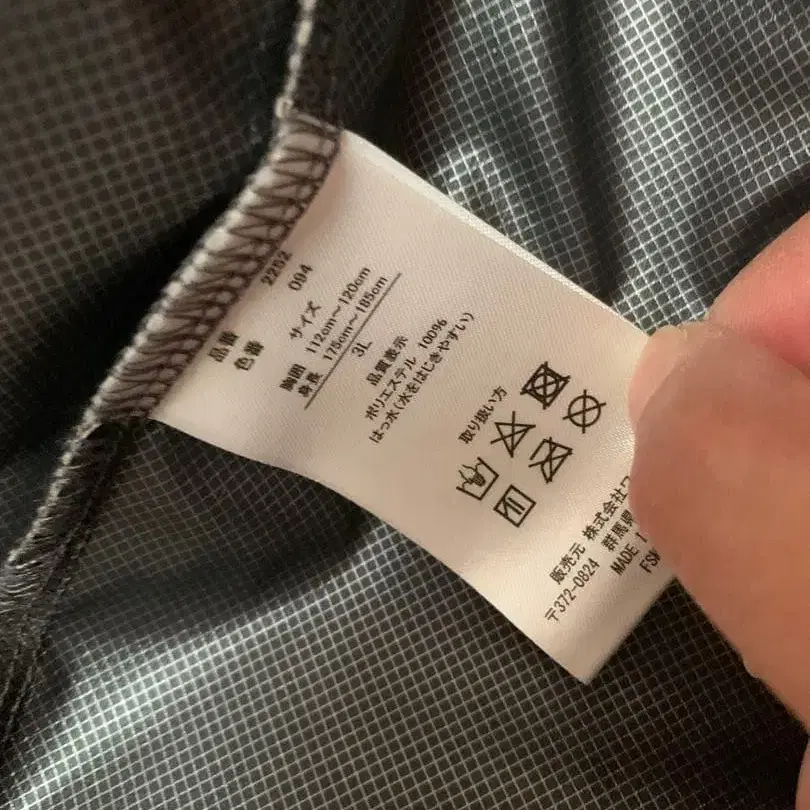 品番 2252
色番 094
サイズ
胸囲 112cm〜120cm
身長 175cm〜185cm
3L
品質表示
ポリエステル 100%
はっ水(水をはじきやすい)
取り扱い方
販売元 株式会社ワ
〒372-0824 群馬県
MADE
FSN